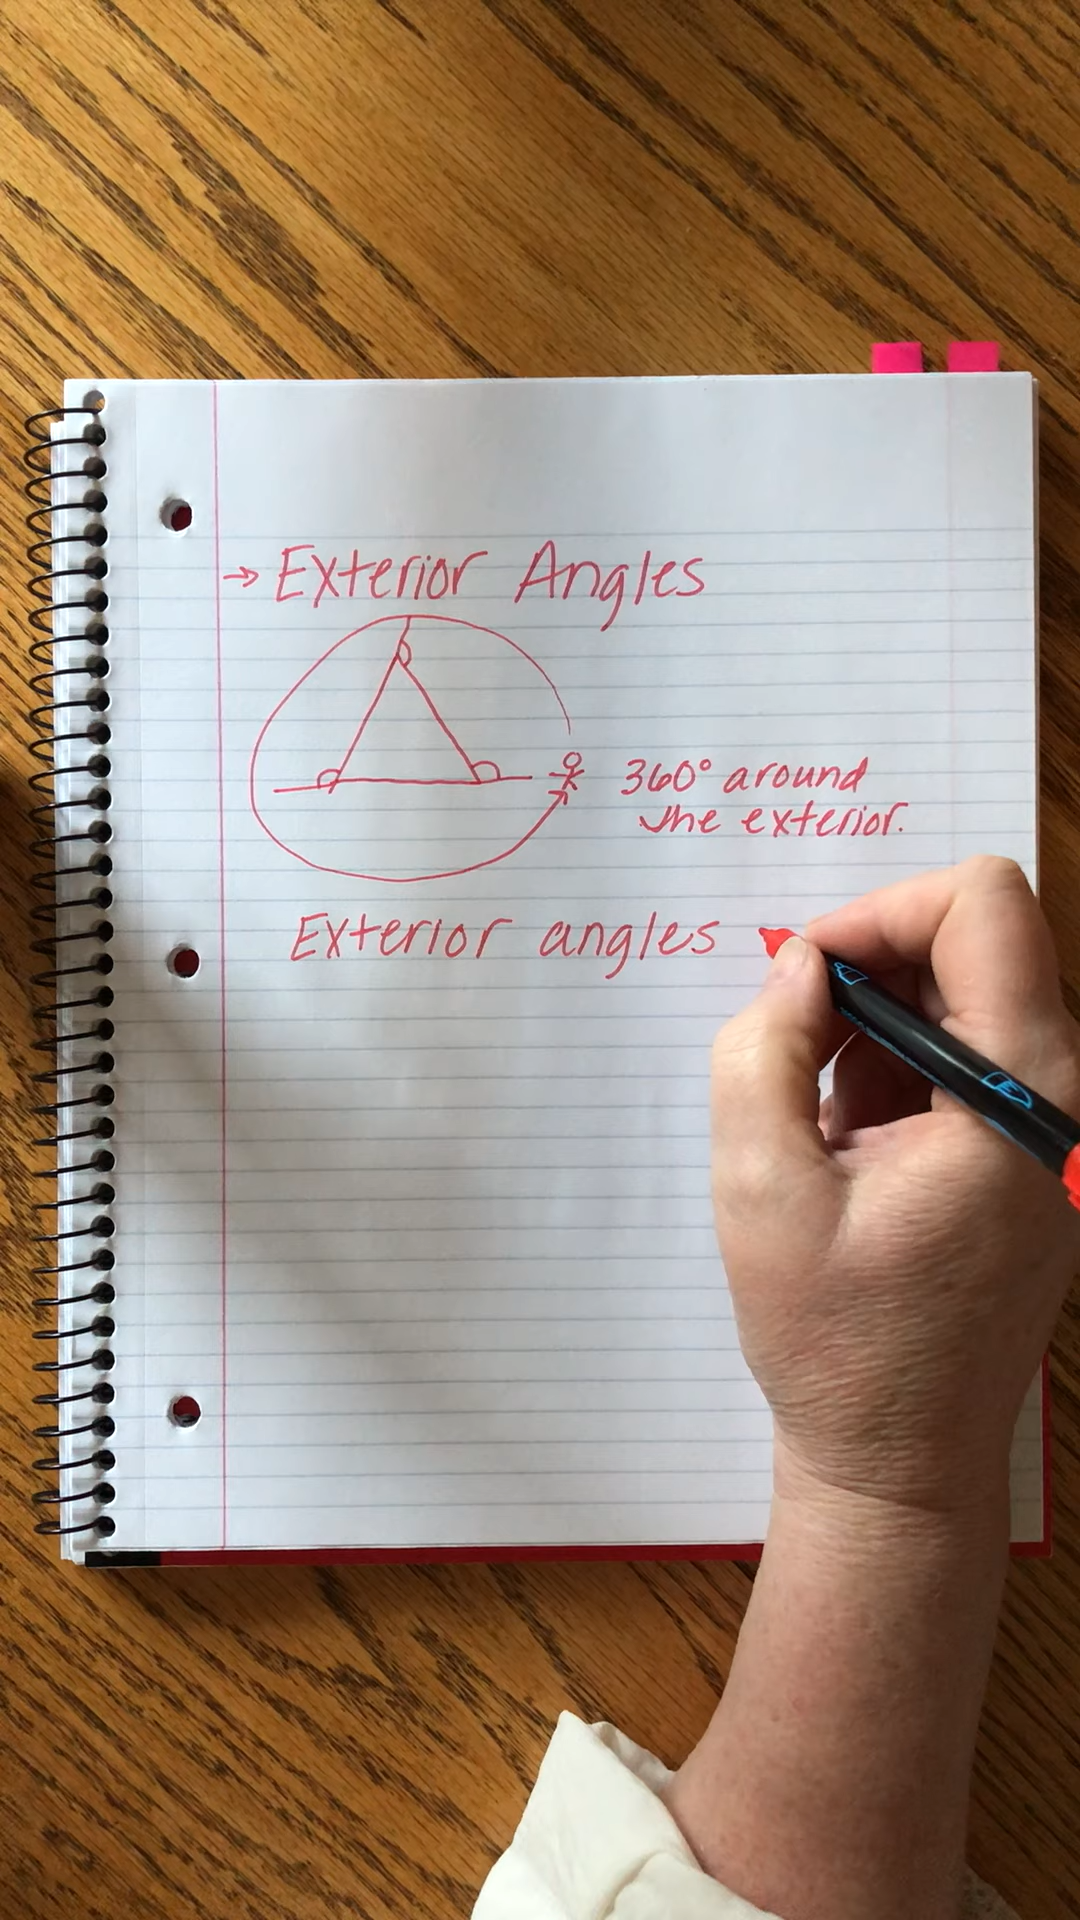 → Exterior Angles
360° around
the exterior.
Exterior angles